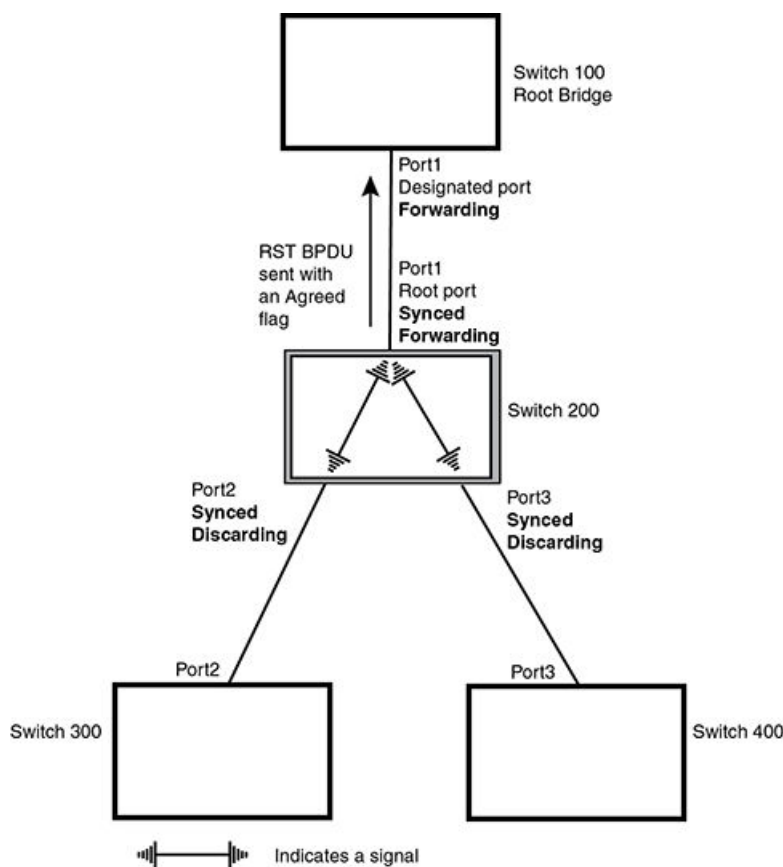 Switch 100
Root Bridge
Port1
Designated port
Forwarding
RST BPDU
sent with
an Agreed
flag
Port1
Root port
Synced
Forwarding
Switch 200
Port2
Synced
Discarding
Port3
Synced
Discarding
Port2
Port3
Switch 300
Switch 400
Indicates a signal